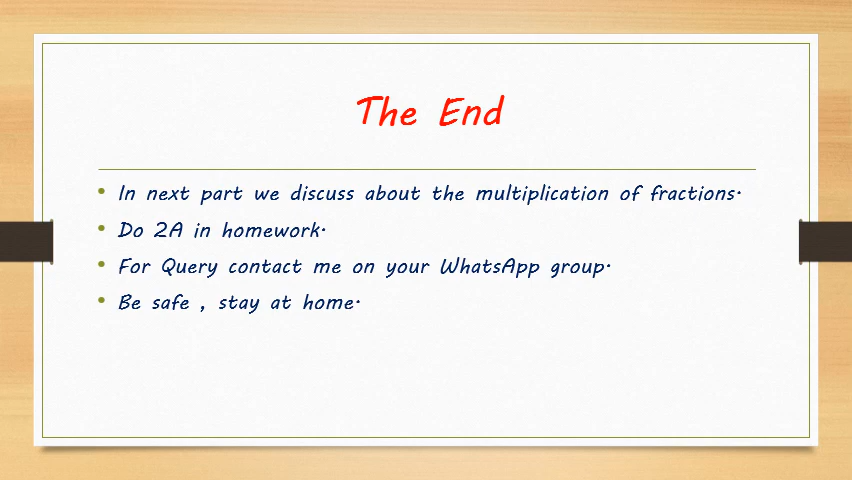 The End
• In next part we discuss about the multiplication of fractions.
• Do 2A in homework.
• For Query contact me on your WhatsApp group.
• Be safe , stay at home.